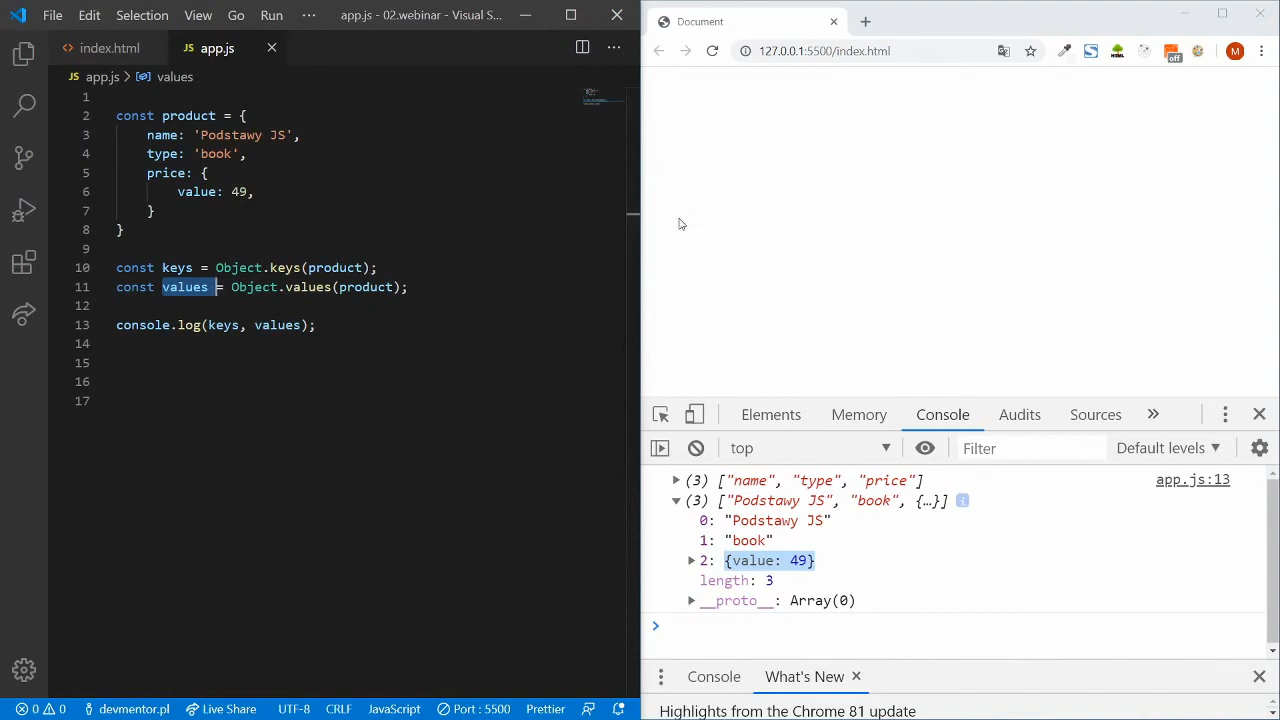 File Edit Selection View Go Run ··· app.js - 02.webinar - Visual S...
index.html app.js
JS app.js > values
1
2 const product = {
3 name: 'Podstawy JS',
4 type: 'book',
5 price: {
6 value: 49,
7 }
8 }
9
10 const keys = Object.keys(product);
11 const values = Object.values(product);
12
13 console.log(keys, values);
14
15
16
17
0 0 devmentor.pl Live Share UTF-8 CRLF JavaScript Port : 5500 Prettier
Document
127.0.0.1:5500/index.html
HTML off M
Elements Memory Console Audits Sources »
top Filter Default levels
(3) ["name", "type", "price"] app.js:13
(3) ["Podstawy JS", "book", {…}] i
0: "Podstawy JS"
1: "book"
2: {value: 49}
length: 3
__proto__: Array(0)
>
Console What's New
Highlights from the Chrome 81 update